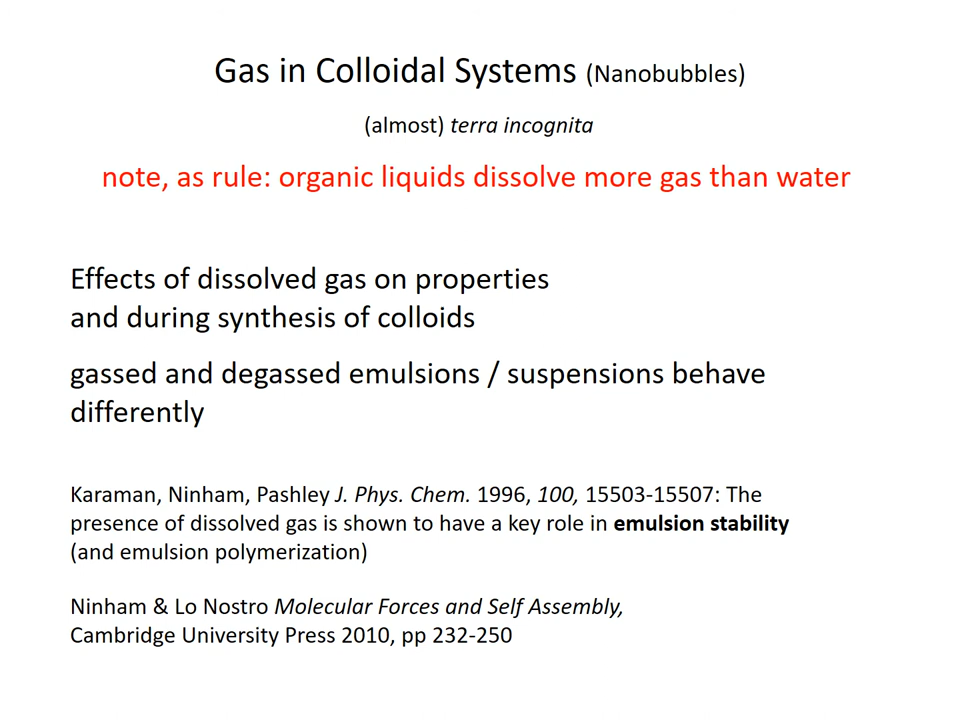 Gas in Colloidal Systems (Nanobubbles)
(almost) terra incognita
note, as rule: organic liquids dissolve more gas than water
Effects of dissolved gas on properties
and during synthesis of colloids
gassed and degassed emulsions / suspensions behave
differently
Karaman, Ninham, Pashley J. Phys. Chem. 1996, 100, 15503-15507: The
presence of dissolved gas is shown to have a key role in emulsion stability
(and emulsion polymerization)
Ninham & Lo Nostro Molecular Forces and Self Assembly,
Cambridge University Press 2010, pp 232-250